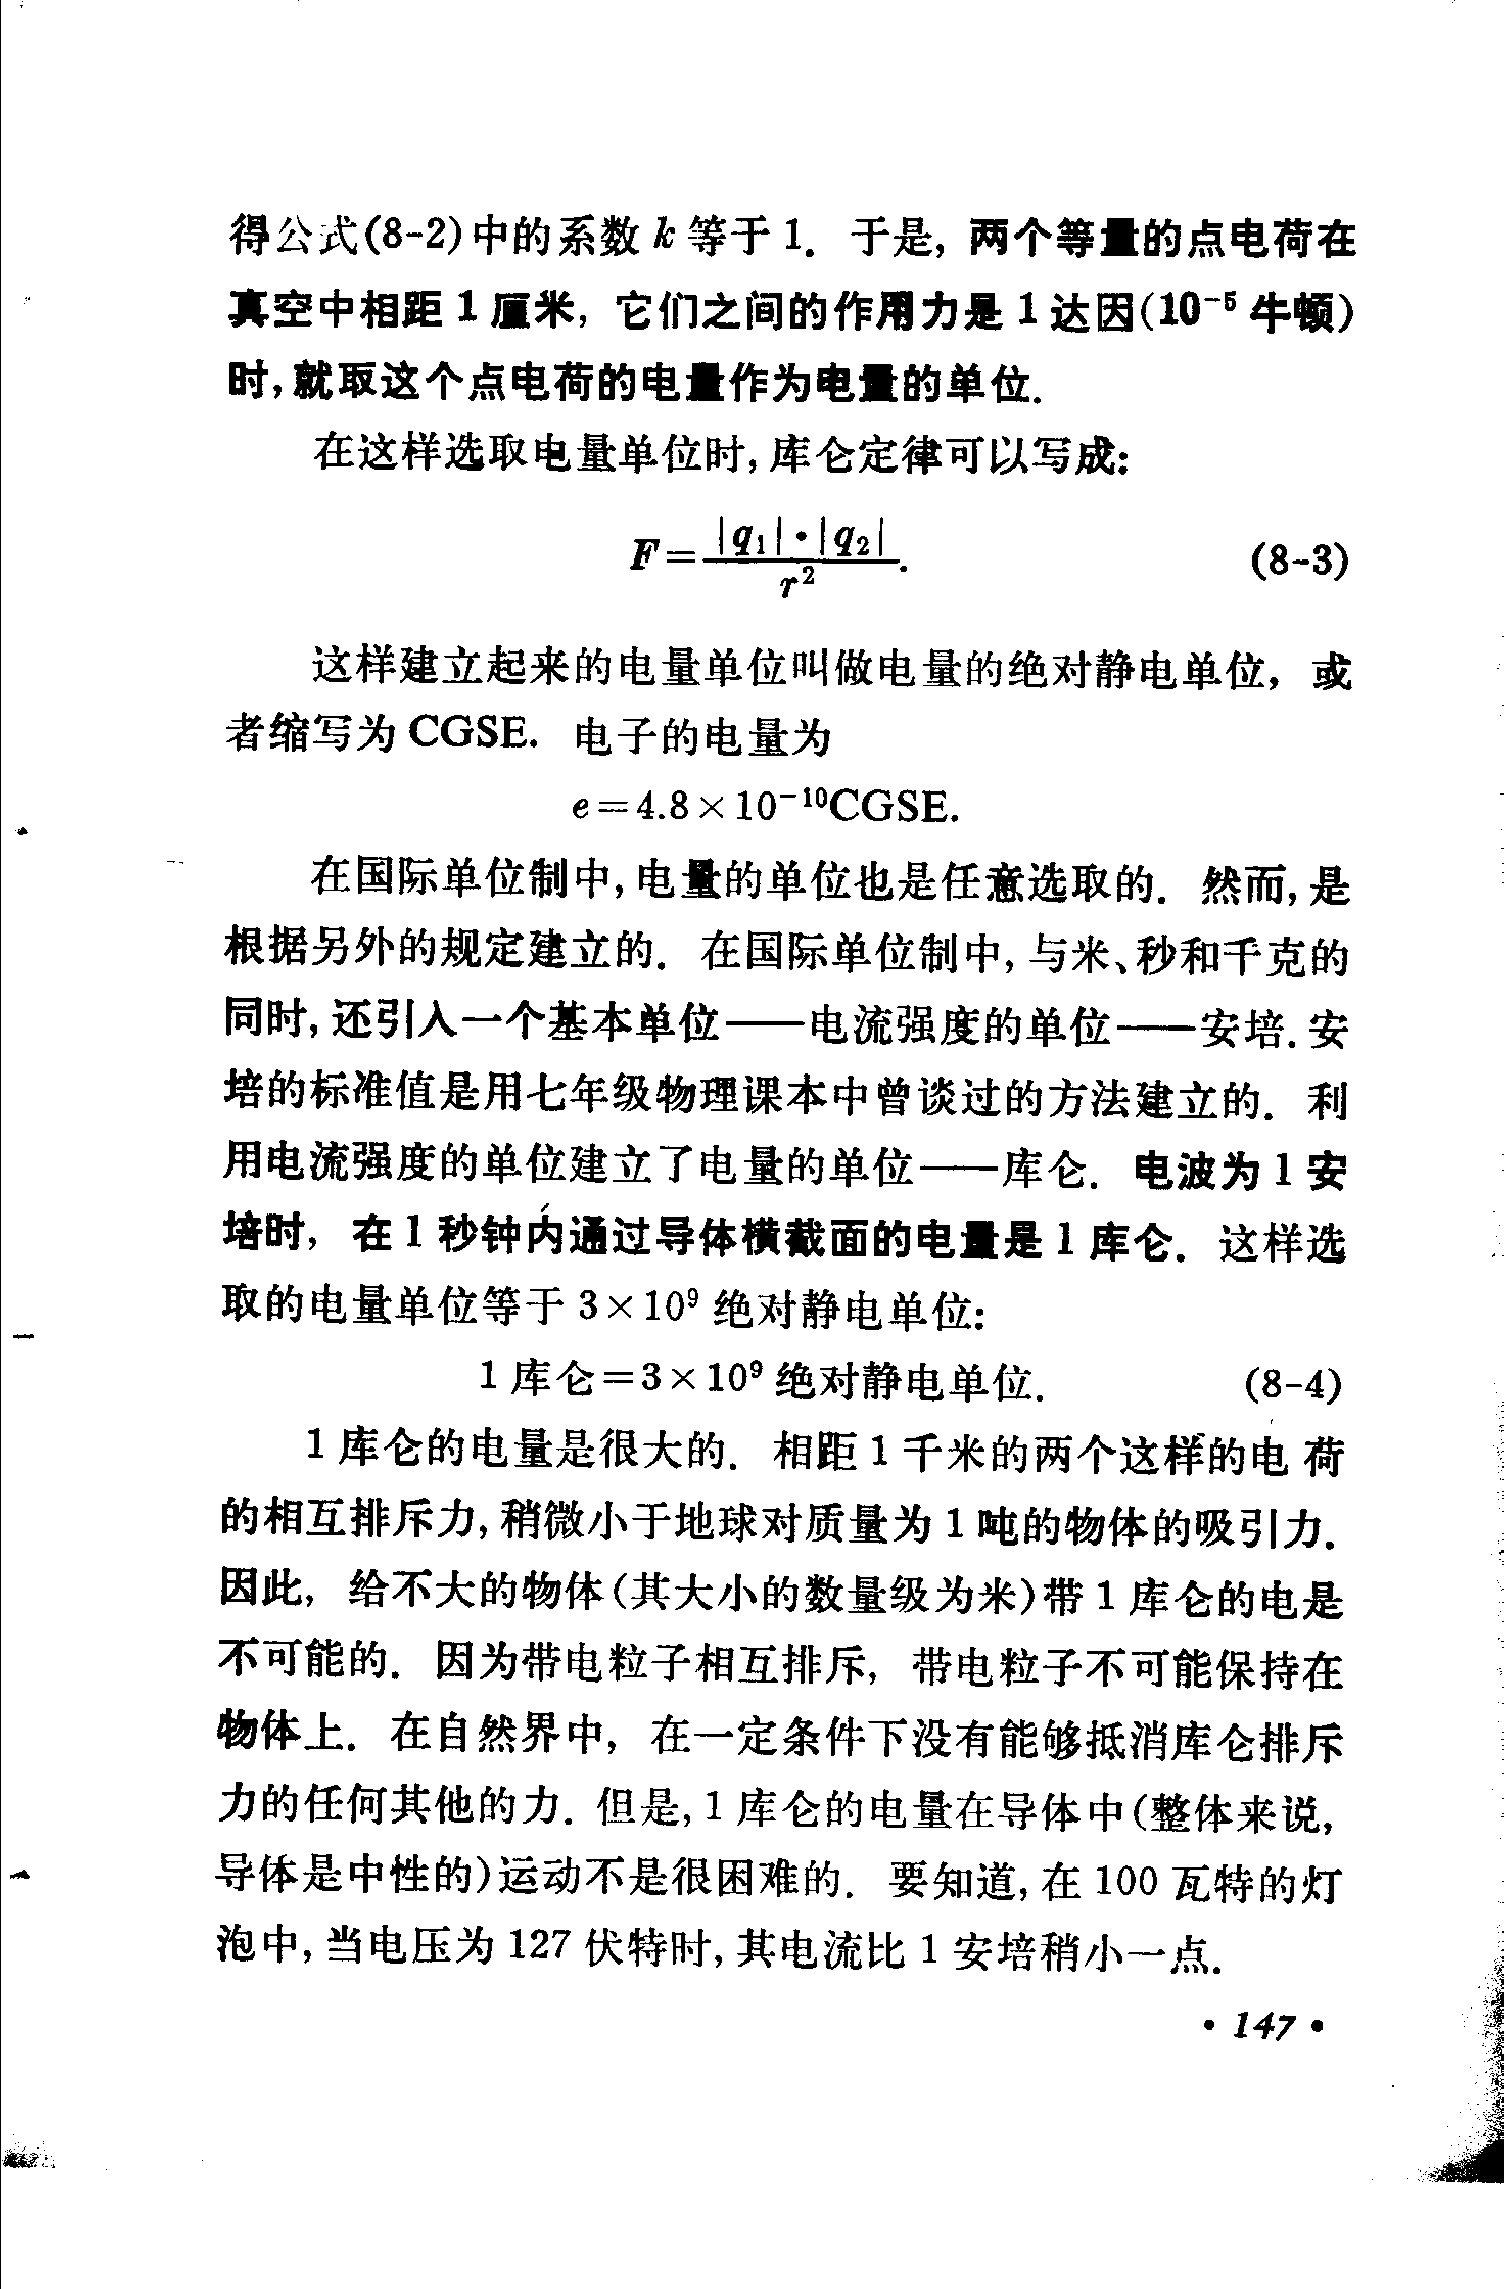 得公式(8-2)中的系数 k 等于 1. 于是, 两个等量的点电荷在
真空中相距 1 厘米, 它们之间的作用力是 1 达因(10⁻⁵ 牛顿)
时, 就取这个点电荷的电量作为电量的单位.
在这样选取电量单位时, 库仑定律可以写成:
F = |q₁|·|q₂| / r². (8-3)
这样建立起来的电量单位叫做电量的绝对静电单位, 或
者缩写为 CGSE. 电子的电量为
e = 4.8 × 10⁻¹⁰CGSE.
在国际单位制中, 电量的单位也是任意选取的. 然而, 是
根据另外的规定建立的. 在国际单位制中, 与米、秒和千克的
同时, 还引入一个基本单位——电流强度的单位——安培. 安
培的标准值是用七年级物理课本中曾谈过的方法建立的. 利
用电流强度的单位建立了电量的单位——库仑. 电波为 1 安
培时, 在 1 秒钟内通过导体横截面的电量是 1 库仑. 这样选
取的电量单位等于 3×10⁹ 绝对静电单位:
1 库仑 = 3 × 10⁹ 绝对静电单位. (8-4)
1 库仑的电量是很大的. 相距 1 千米的两个这样的电荷
的相互排斥力, 稍微小于地球对质量为 1 吨的物体的吸引力.
因此, 给不大的物体(其大小的数量级为米)带 1 库仑的电是
不可能的. 因为带电粒子相互排斥, 带电粒子不可能保持在
物体上. 在自然界中, 在一定条件下没有能够抵消库仑排斥
力的任何其他的力. 但是, 1 库仑的电量在导体中(整体来说,
导体是中性的)运动不是很困难的. 要知道, 在 100 瓦特的灯
泡中, 当电压为 127 伏特时, 其电流比 1 安培稍小一点.
· 147 ·